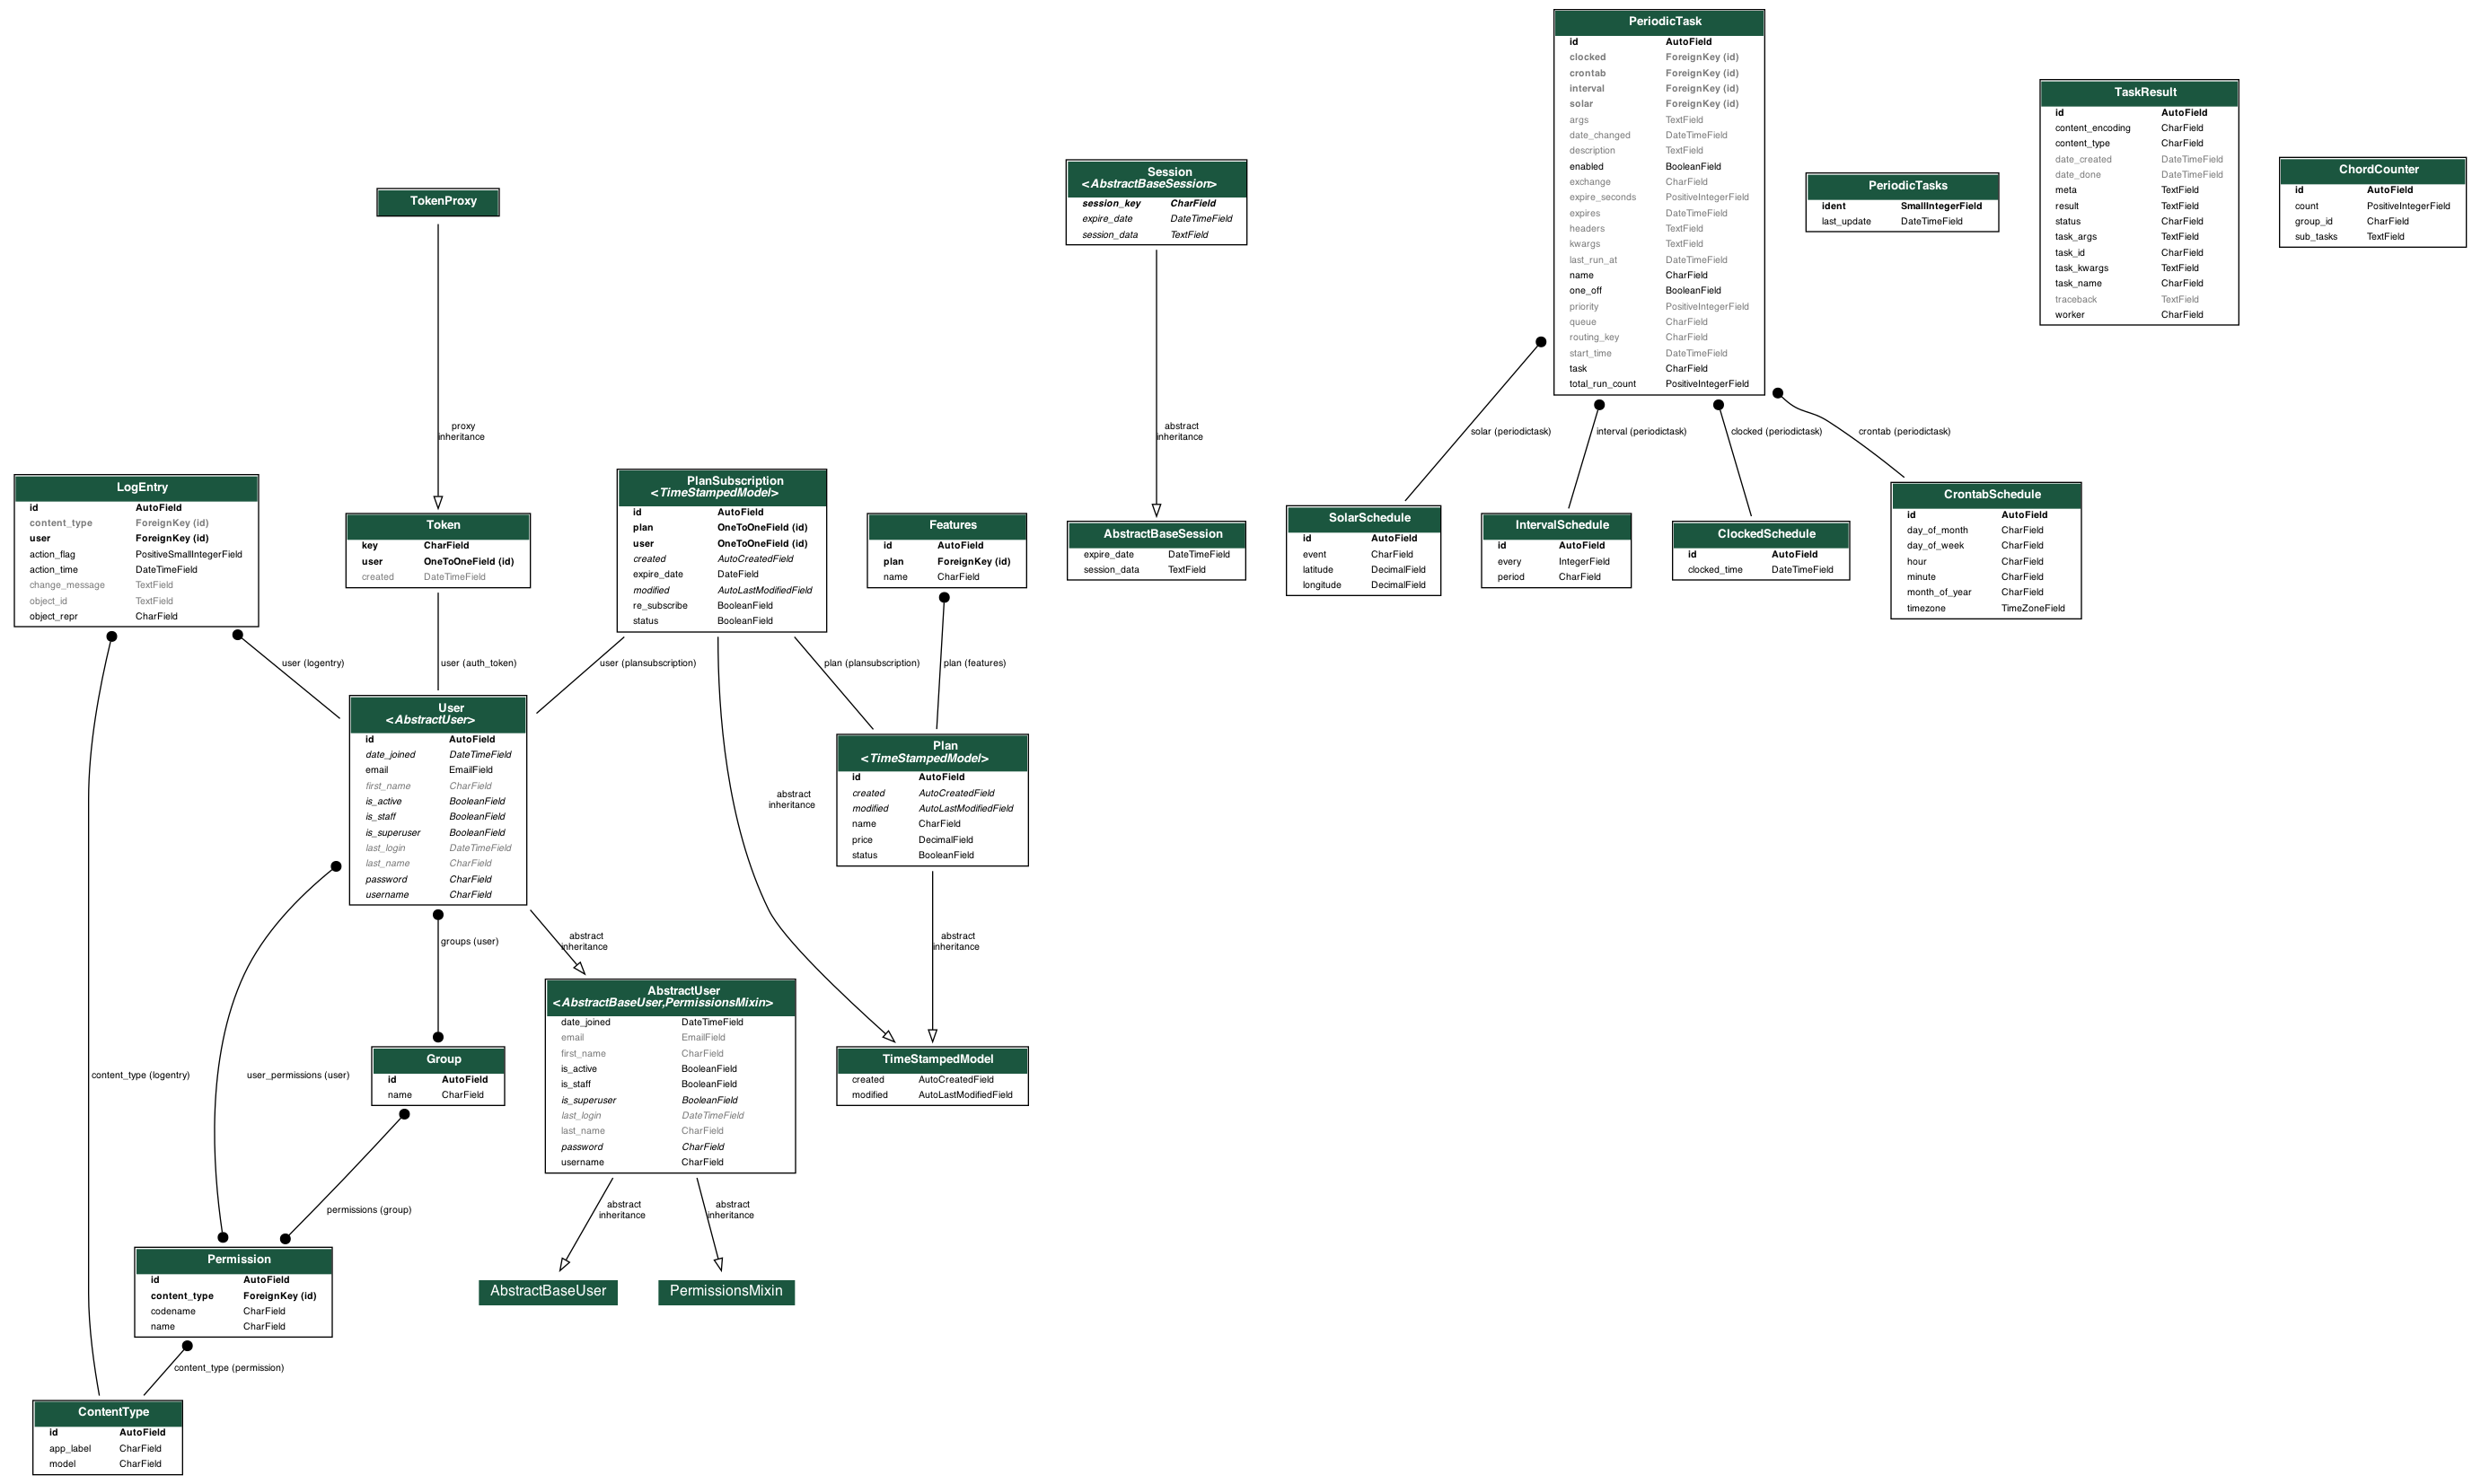 PeriodicTask
id AutoField
clocked ForeignKey (id)
crontab ForeignKey (id)
interval ForeignKey (id)
solar ForeignKey (id)
args TextField
date_changed DateTimeField
description TextField
enabled BooleanField
exchange CharField
expire_seconds PositiveIntegerField
expires DateTimeField
headers TextField
kwargs TextField
last_run_at DateTimeField
name CharField
one_off BooleanField
priority PositiveIntegerField
queue CharField
routing_key CharField
start_time DateTimeField
task CharField
total_run_count PositiveIntegerField
TaskResult
id AutoField
content_encoding CharField
content_type CharField
date_created DateTimeField
date_done DateTimeField
meta TextField
result TextField
status CharField
task_args TextField
task_id CharField
task_kwargs TextField
task_name CharField
traceback TextField
worker CharField
ChordCounter
id AutoField
count PositiveIntegerField
group_id CharField
sub_tasks TextField
PeriodicTasks
ident SmallIntegerField
last_update DateTimeField
Session
<AbstractBaseSession>
session_key CharField
expire_date DateTimeField
session_data TextField
TokenProxy
proxy
inheritance
abstract
inheritance
solar (periodictask)
interval (periodictask)
clocked (periodictask)
crontab (periodictask)
LogEntry
id AutoField
content_type ForeignKey (id)
user ForeignKey (id)
action_flag PositiveSmallIntegerField
action_time DateTimeField
change_message TextField
object_id TextField
object_repr CharField
Token
key CharField
user OneToOneField (id)
created DateTimeField
PlanSubscription
<TimeStampedModel>
id AutoField
plan OneToOneField (id)
user OneToOneField (id)
created AutoCreatedField
expire_date DateField
modified AutoLastModifiedField
re_subscribe BooleanField
status BooleanField
Features
id AutoField
plan ForeignKey (id)
name CharField
AbstractBaseSession
expire_date DateTimeField
session_data TextField
SolarSchedule
id AutoField
event CharField
latitude DecimalField
longitude DecimalField
IntervalSchedule
id AutoField
every IntegerField
period CharField
ClockedSchedule
id AutoField
clocked_time DateTimeField
CrontabSchedule
id AutoField
day_of_month CharField
day_of_week CharField
hour CharField
minute CharField
month_of_year CharField
timezone TimeZoneField
user (logentry)
user (auth_token)
user (plansubscription)
plan (plansubscription)
plan (features)
User
<AbstractUser>
id AutoField
date_joined DateTimeField
email EmailField
first_name CharField
is_active BooleanField
is_staff BooleanField
is_superuser BooleanField
last_login DateTimeField
last_name CharField
password CharField
username CharField
Plan
<TimeStampedModel>
id AutoField
created AutoCreatedField
modified AutoLastModifiedField
name CharField
price DecimalField
status BooleanField
abstract
inheritance
groups (user)
abstract
inheritance
abstract
inheritance
AbstractUser
<AbstractBaseUser,PermissionsMixin>
date_joined DateTimeField
email EmailField
first_name CharField
is_active BooleanField
is_staff BooleanField
is_superuser BooleanField
last_login DateTimeField
last_name CharField
password CharField
username CharField
Group
id AutoField
name CharField
TimeStampedModel
created AutoCreatedField
modified AutoLastModifiedField
content_type (logentry)
user_permissions (user)
permissions (group)
abstract
inheritance
abstract
inheritance
Permission
id AutoField
content_type ForeignKey (id)
codename CharField
name CharField
AbstractBaseUser
PermissionsMixin
content_type (permission)
ContentType
id AutoField
app_label CharField
model CharField